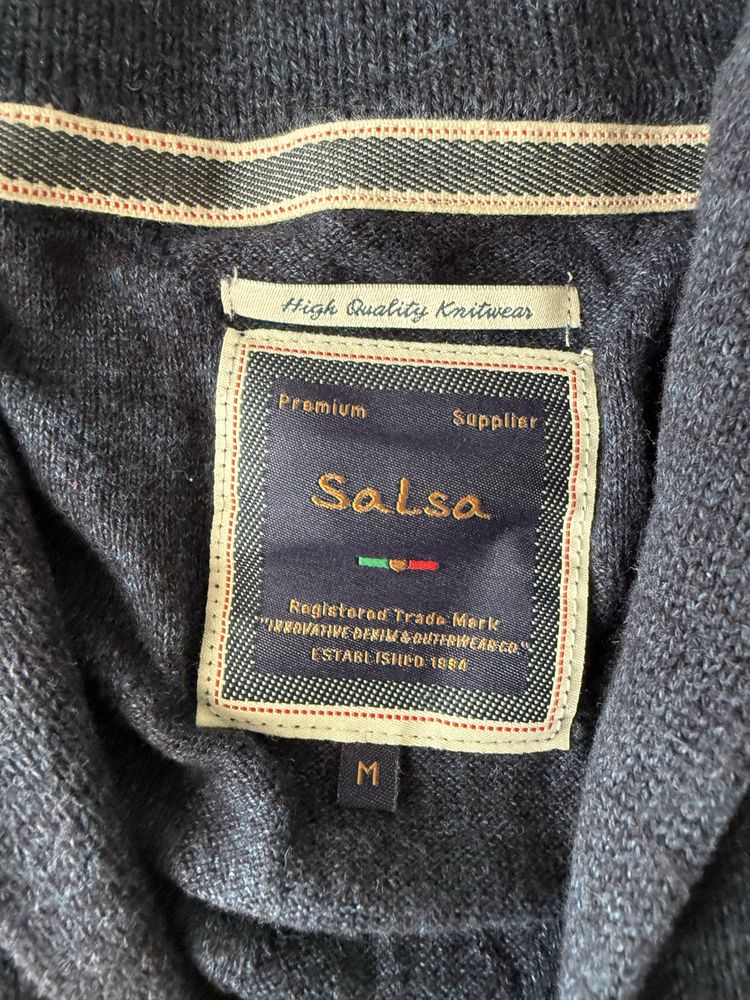 High Quality Knitwear
Premium Supplier
Salsa
Registered Trade Mark
"INNOVATIVE DENIM & OUTERWEAR CO."
ESTABLISHED 1994
M